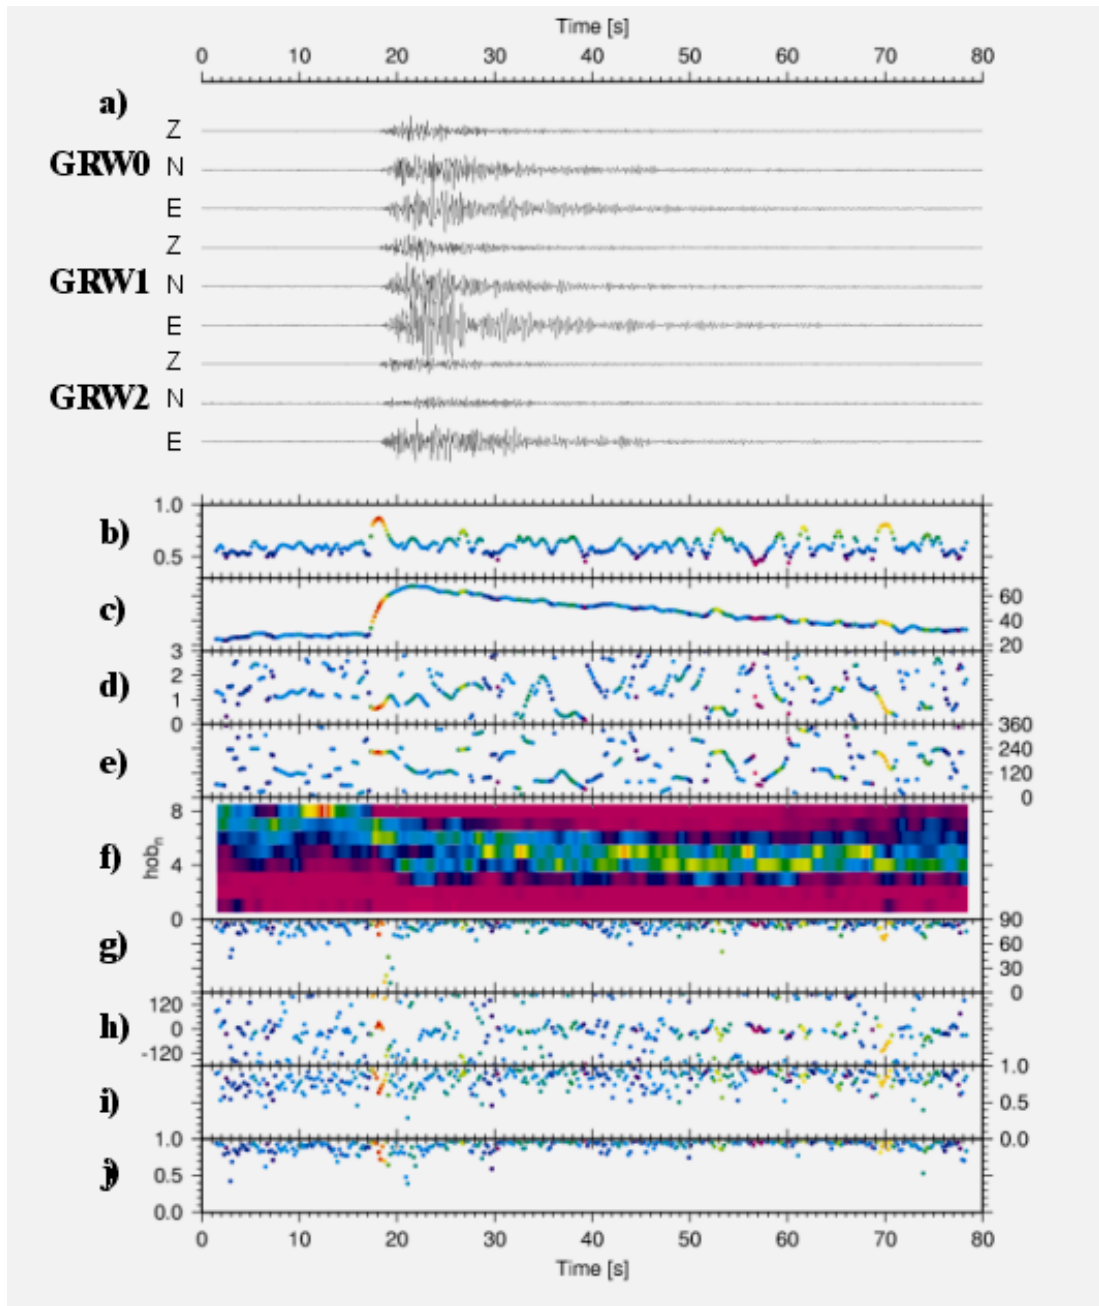 Time [s]
0 10 20 30 40 50 60 70 80
a)
Z
GRW0 N
E
Z
GRW1 N
E
Z
GRW2 N
E
1.0
b)
0.5
c) 60
40
20
3
d) 2
1
0 360
e) 240
120
0
8
f) hobn
4
0 90
g) 60
30
0
120
h) 0
-120
1.0
i) 0.5
1.0 0.0
j) 0.5
0.0
0 10 20 30 40 50 60 70 80
Time [s]